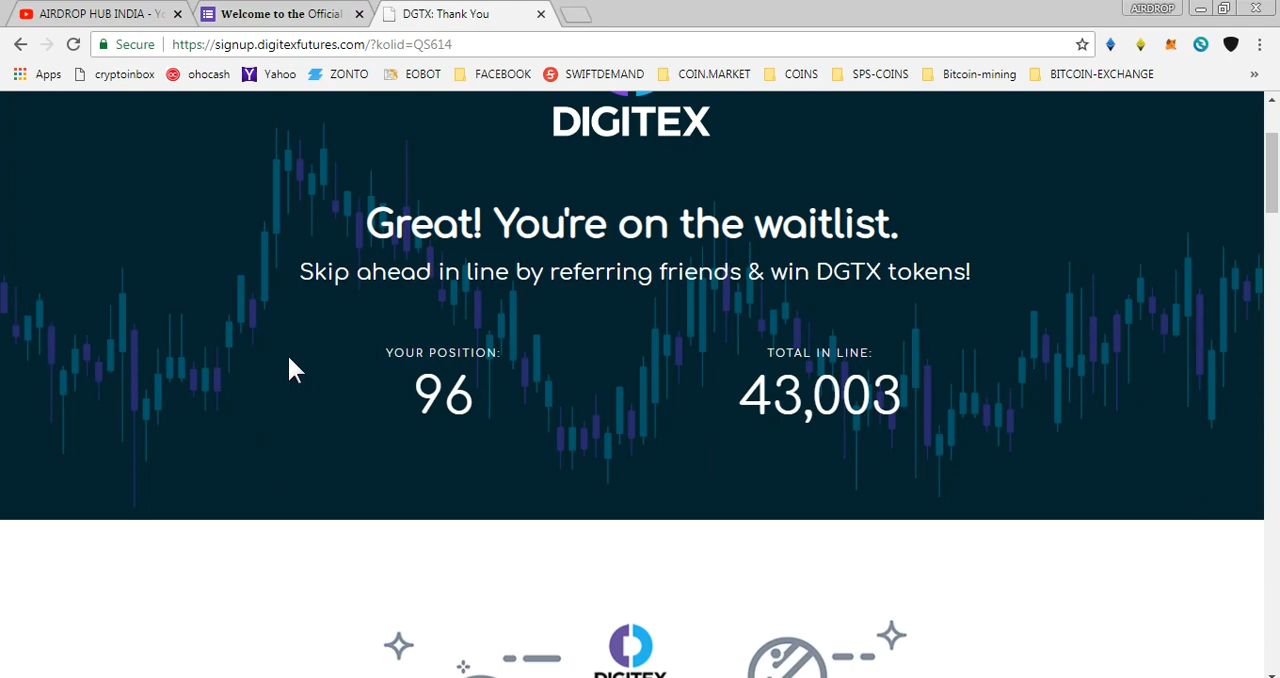 AIRDROP HUB INDIA - Yo
Welcome to the Official
DGTX: Thank You
AIRDROP
Secure
https://signup.digitexfutures.com/?kolid=QS614
Apps
cryptoinbox
ohocash
Yahoo
ZONTO
EOBOT
FACEBOOK
SWIFTDEMAND
COIN.MARKET
COINS
SPS-COINS
Bitcoin-mining
BITCOIN-EXCHANGE
DIGITEX
Great! You're on the waitlist.
Skip ahead in line by referring friends & win DGTX tokens!
YOUR POSITION:
96
TOTAL IN LINE:
43,003
DIGITEX